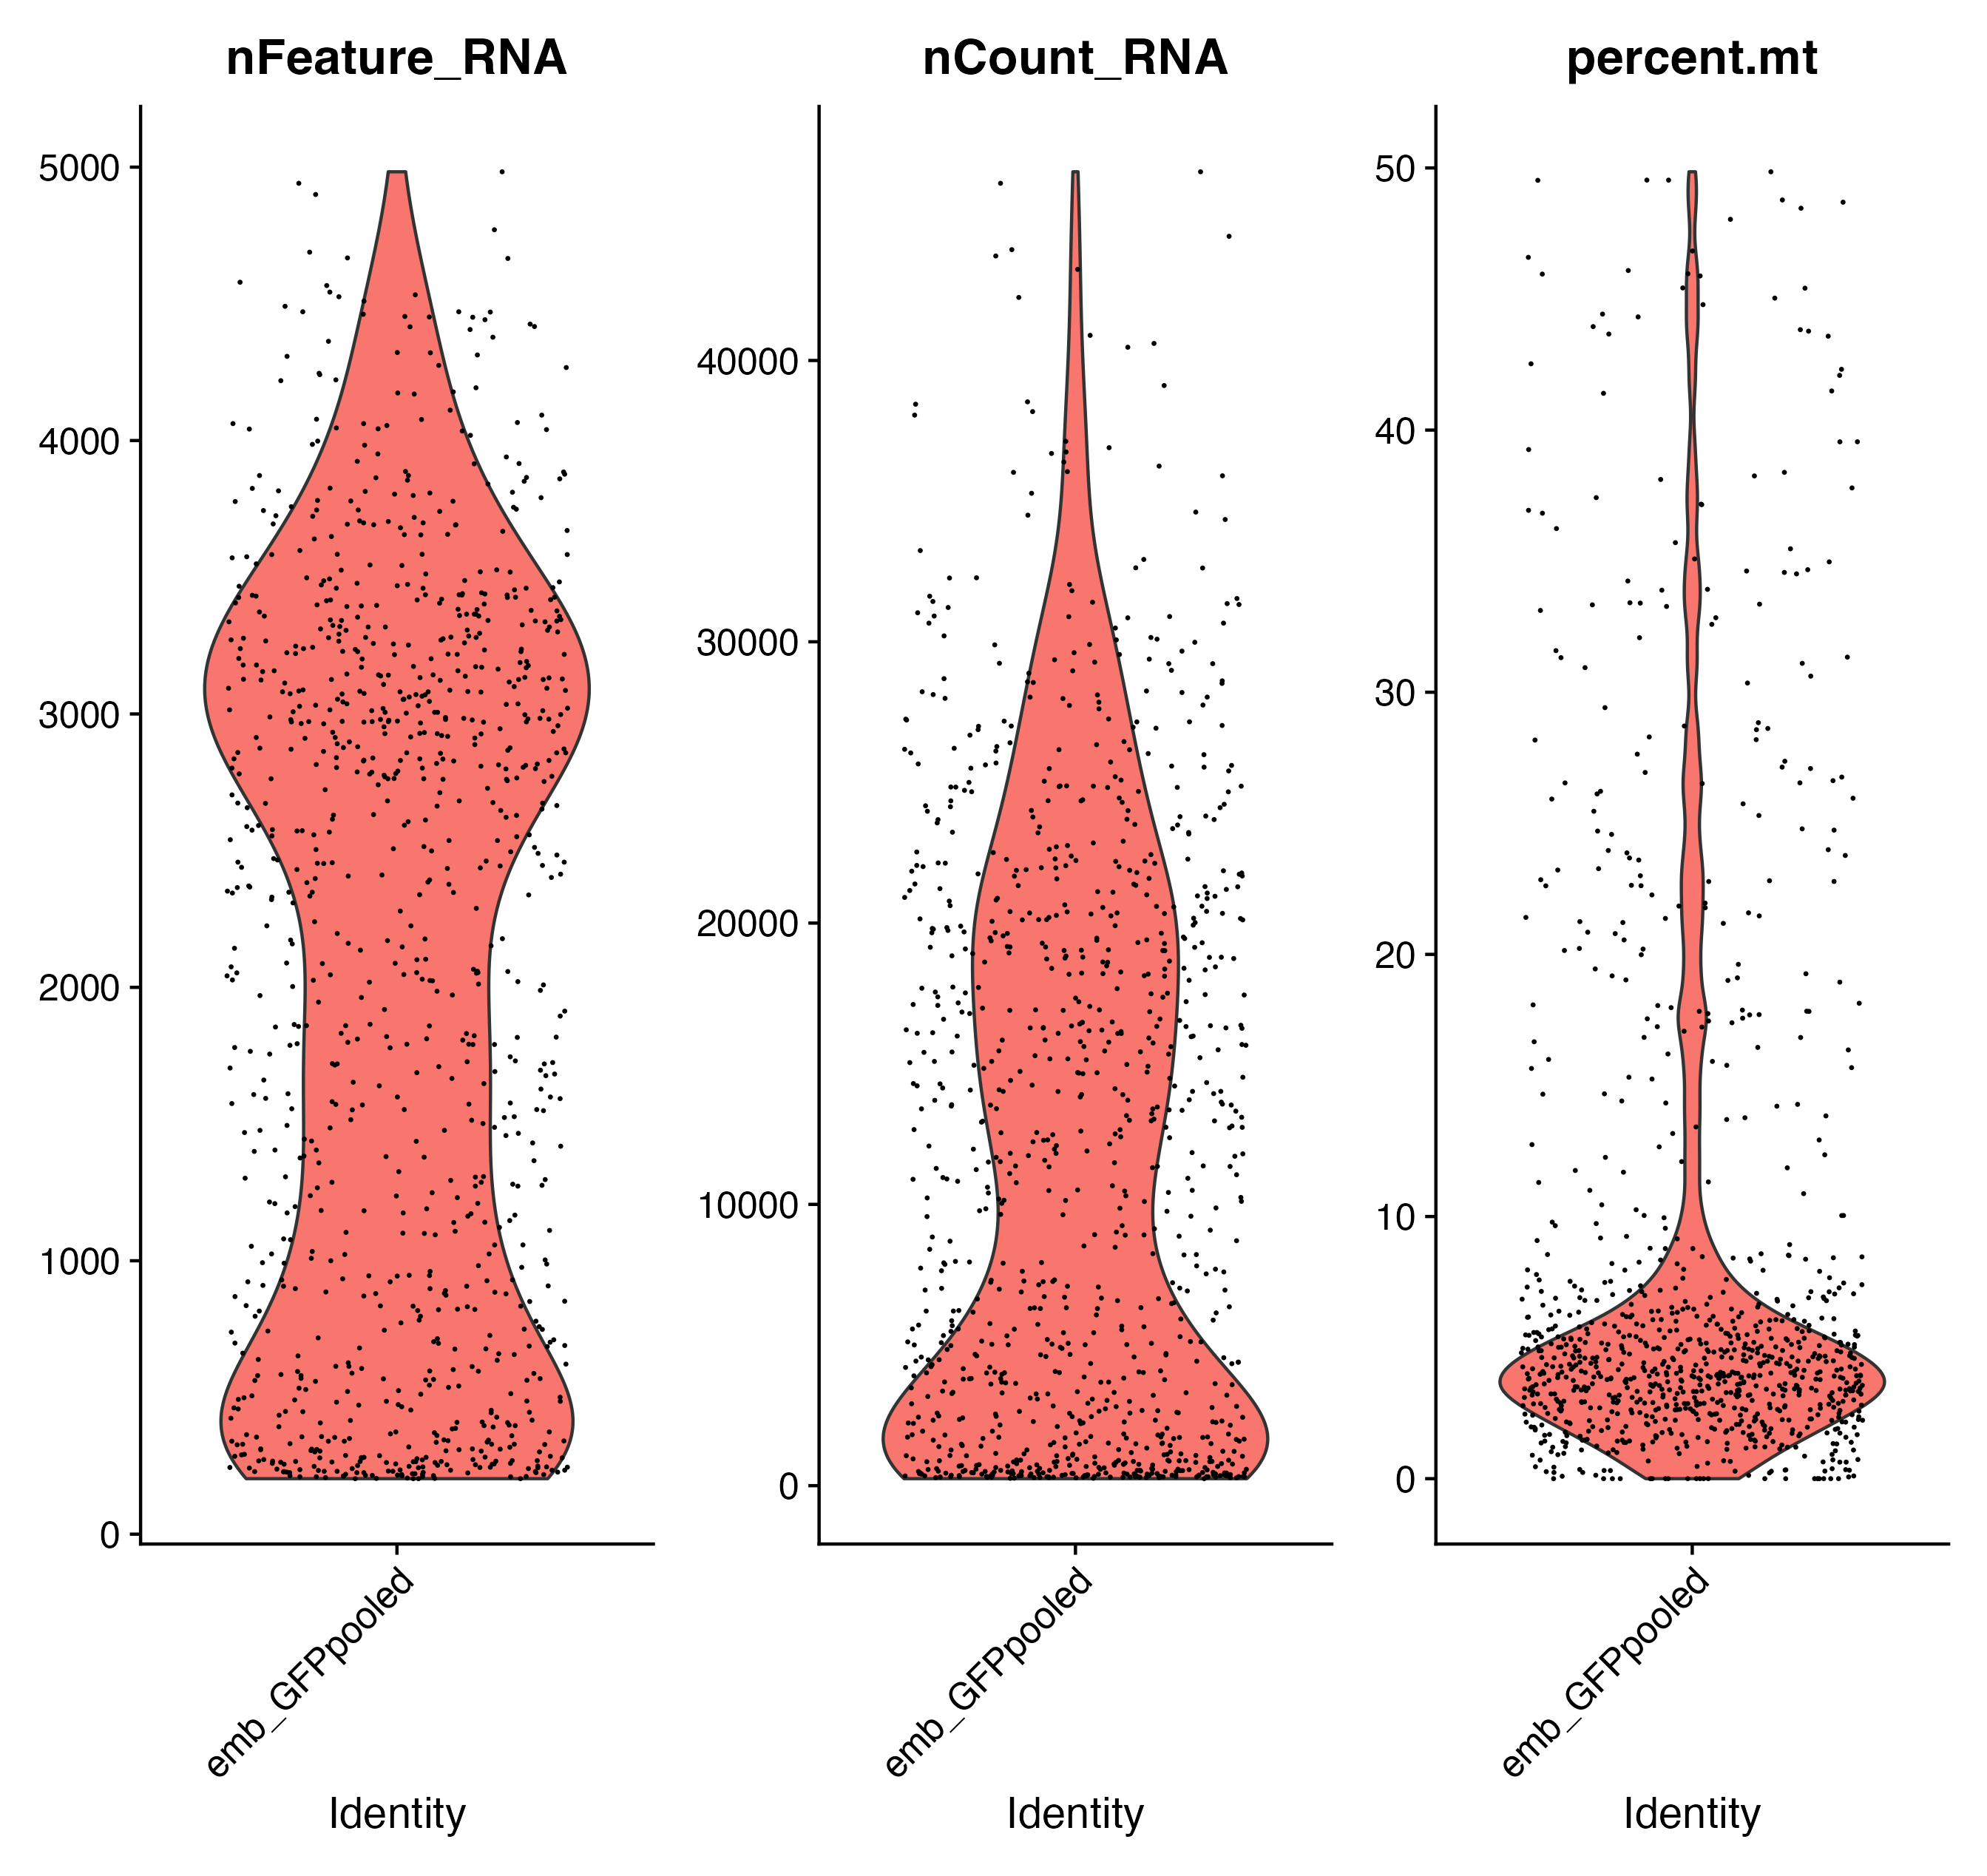 nFeature_RNA
5000
4000
3000
2000
1000
0
emb_GFPpooled
Identity
nCount_RNA
40000
30000
20000
10000
0
emb_GFPpooled
Identity
percent.mt
50
40
30
20
10
0
emb_GFPpooled
Identity